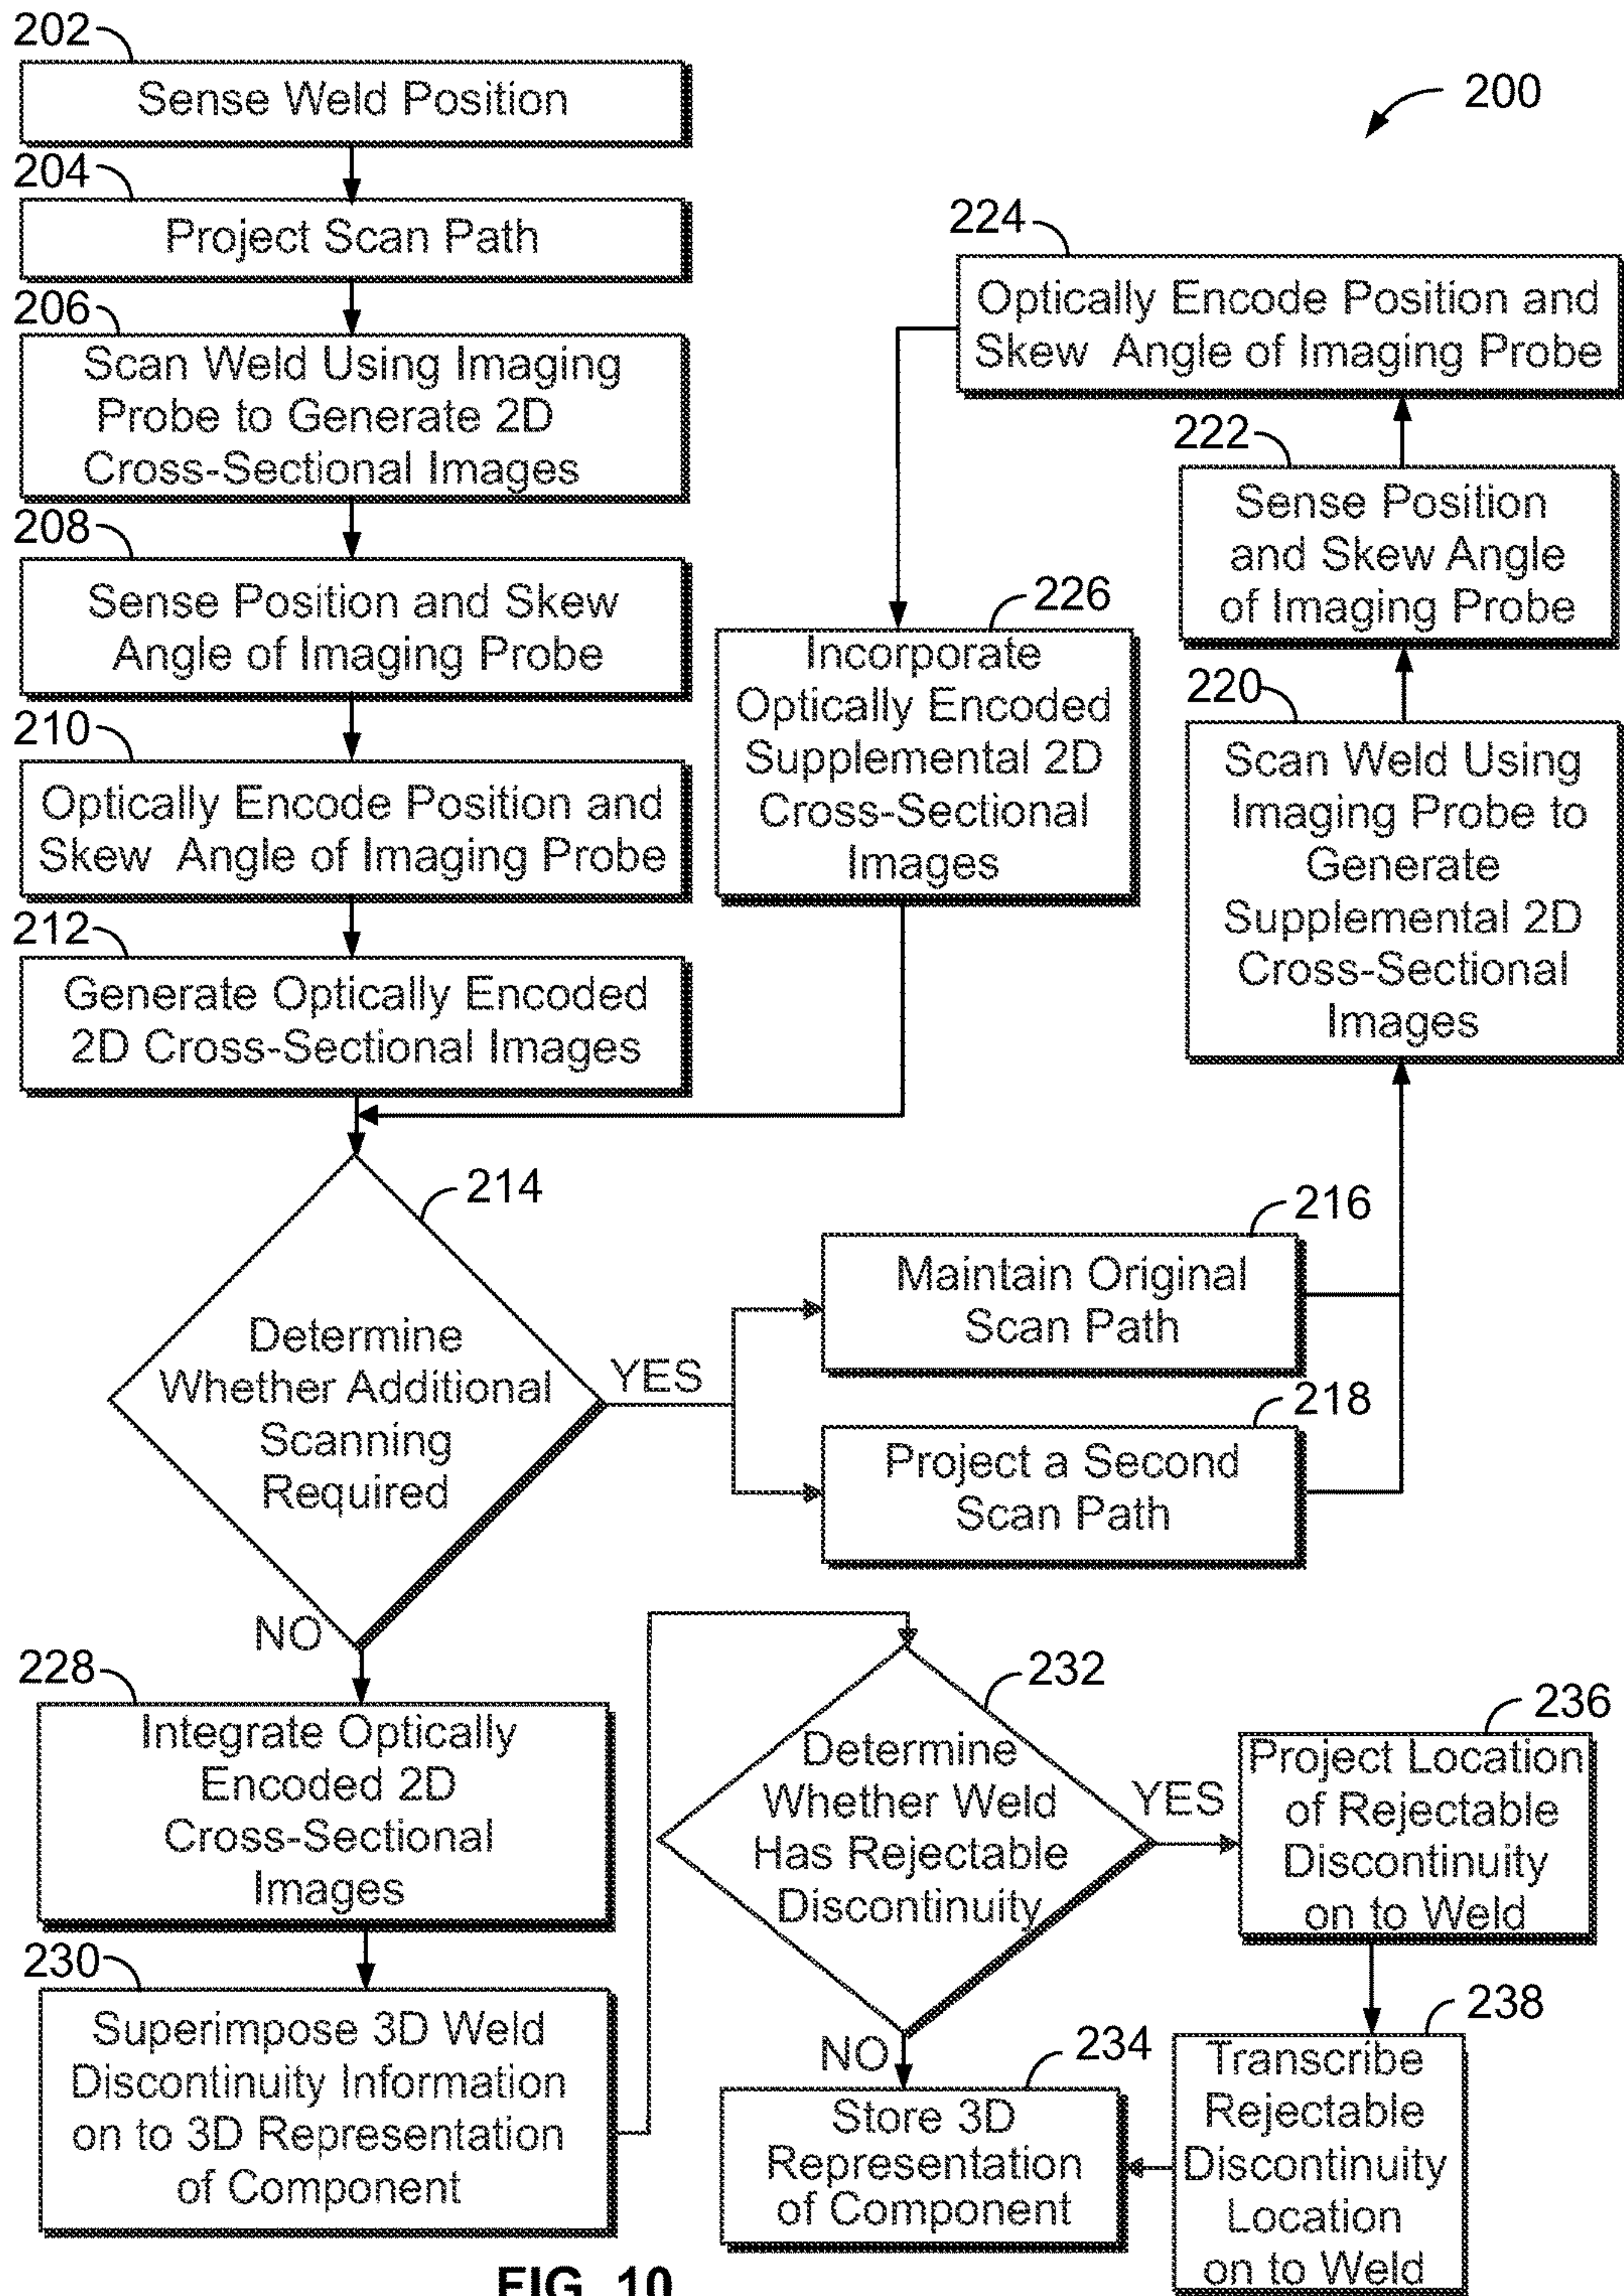 202
Sense Weld Position
200
204
Project Scan Path
206
Scan Weld Using Imaging
Probe to Generate 2D
Cross-Sectional Images
208
Sense Position and Skew
Angle of Imaging Probe
210
Optically Encode Position and
Skew Angle of Imaging Probe
212
Generate Optically Encoded
2D Cross-Sectional Images
214
Determine
Whether Additional
Scanning
Required
YES
NO
216
Maintain Original
Scan Path
218
Project a Second
Scan Path
220
Scan Weld Using
Imaging Probe to
Generate
Supplemental 2D
Cross-Sectional
Images
222
Sense Position
and Skew Angle
of Imaging Probe
224
Optically Encode Position and
Skew Angle of Imaging Probe
226
Incorporate
Optically Encoded
Supplemental 2D
Cross-Sectional
Images
228
Integrate Optically
Encoded 2D
Cross-Sectional
Images
230
Superimpose 3D Weld
Discontinuity Information
on to 3D Representation
of Component
232
Determine
Whether Weld
Has Rejectable
Discontinuity
YES
NO
234
Store 3D
Representation
of Component
236
Project Location
of Rejectable
Discontinuity
on to Weld
238
Transcribe
Rejectable
Discontinuity
Location
on to Weld
FIG. 10